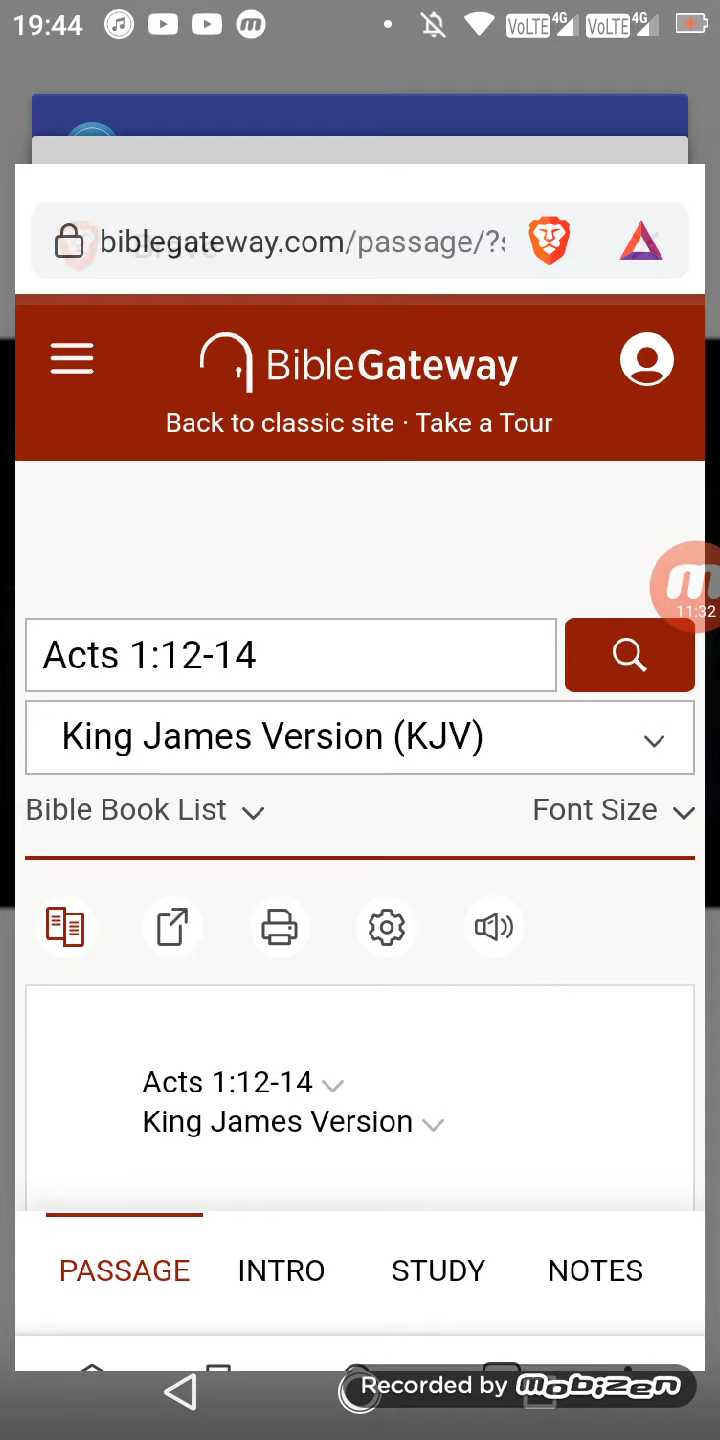 19:44
VoLTE 4G VoLTE 4G
biblegateway.com/passage/?
BibleGateway
Back to classic site · Take a Tour
11:32
Acts 1:12-14
King James Version (KJV)
Bible Book List
Font Size
Acts 1:12-14
King James Version
PASSAGE INTRO STUDY NOTES
Recorded by mobizen